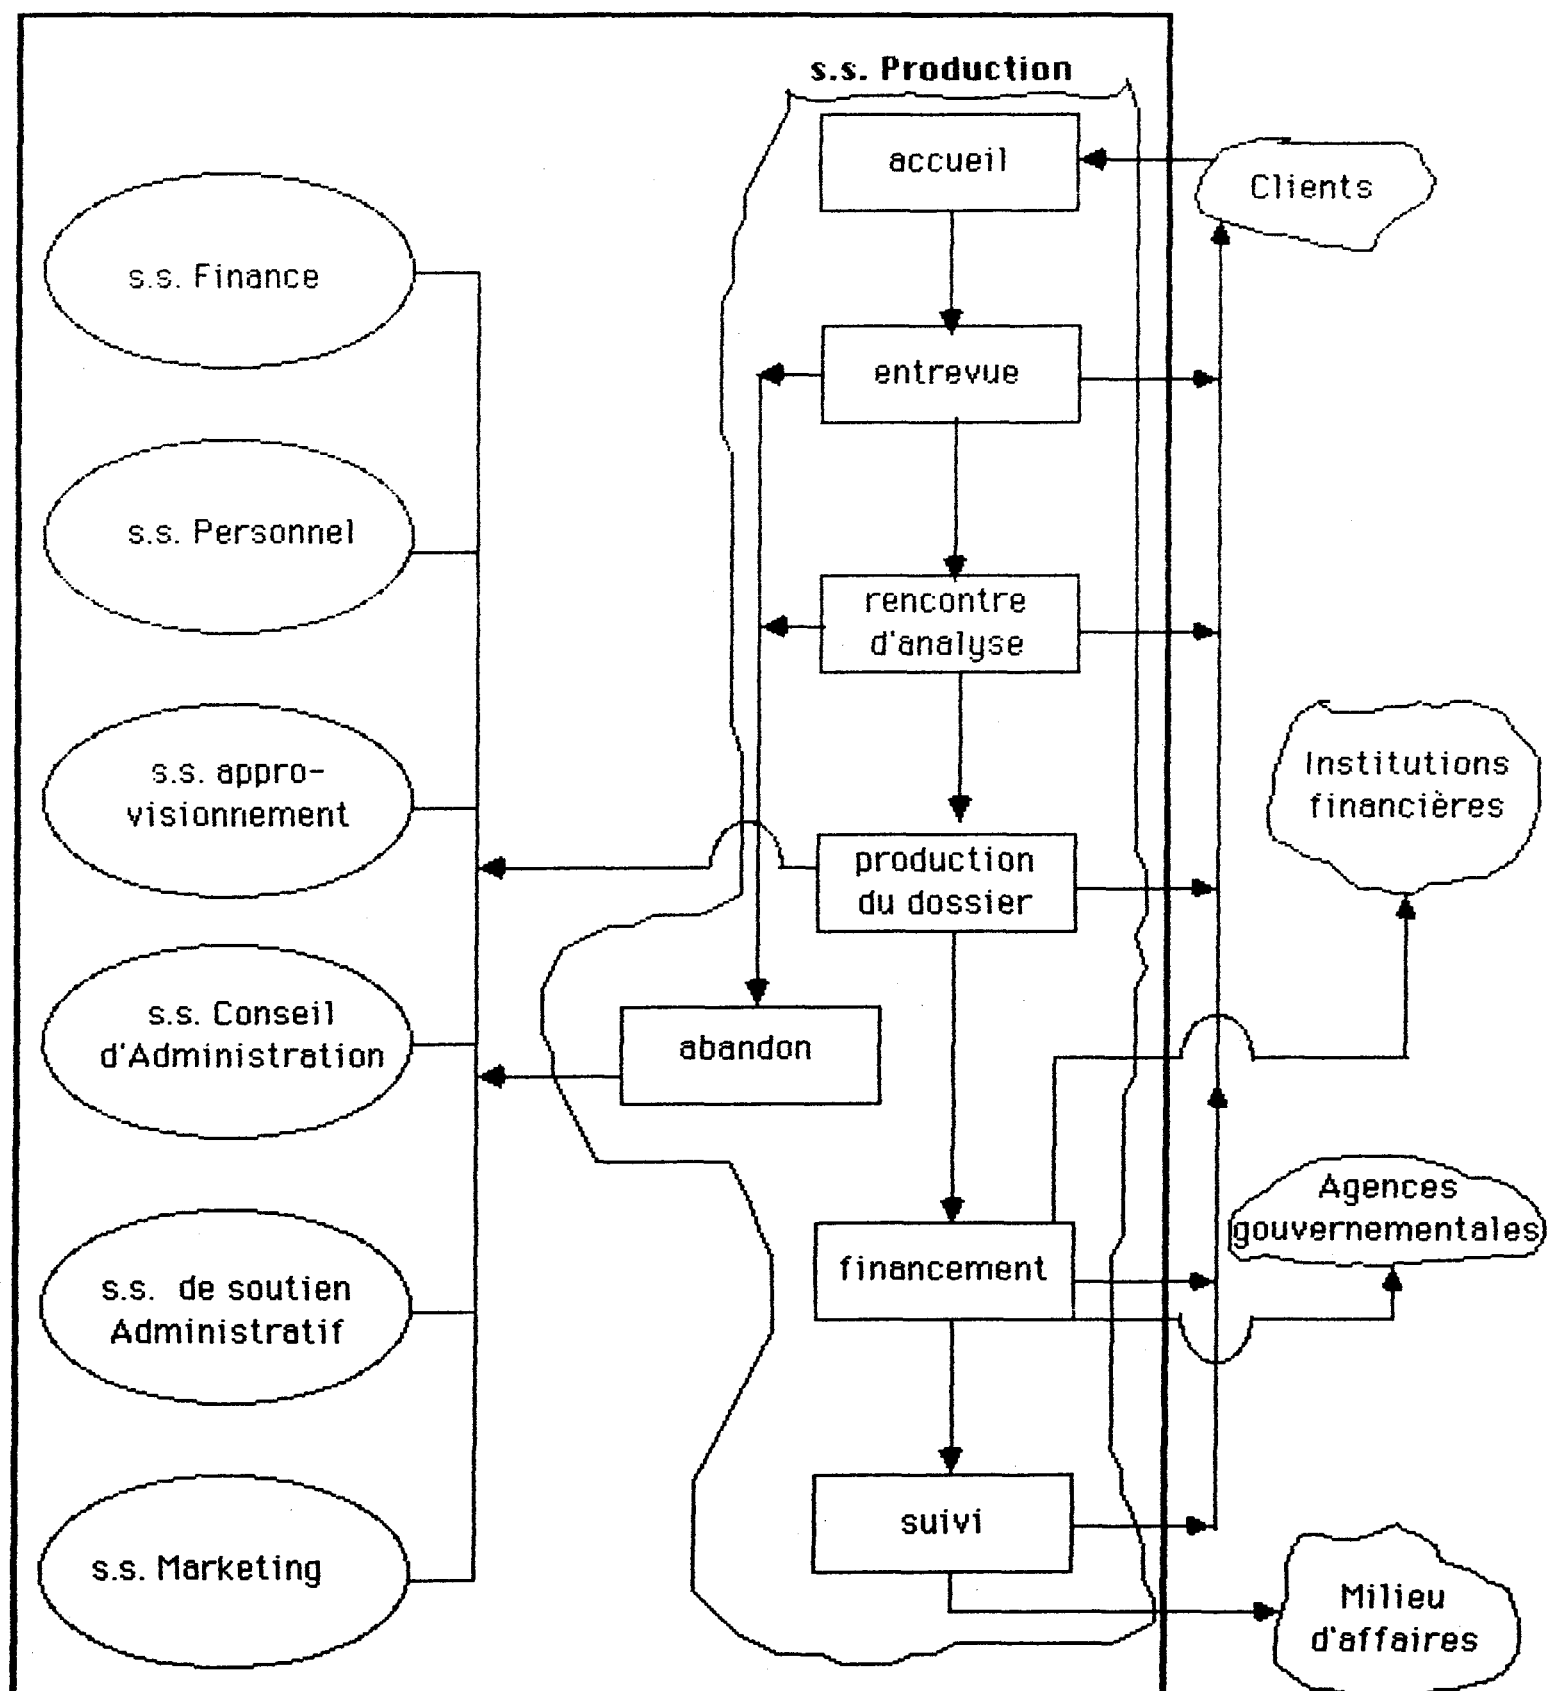 s.s. Production
accueil
Clients
s.s. Finance
entrevue
s.s. Personnel
rencontre
d'analyse
s.s. appro-
visionnement
Institutions
financières
production
du dossier
s.s. Conseil
d'Administration
abandon
Agences
gouvernementales
financement
s.s. de soutien
Administratif
suivi
s.s. Marketing
Milieu
d'affaires